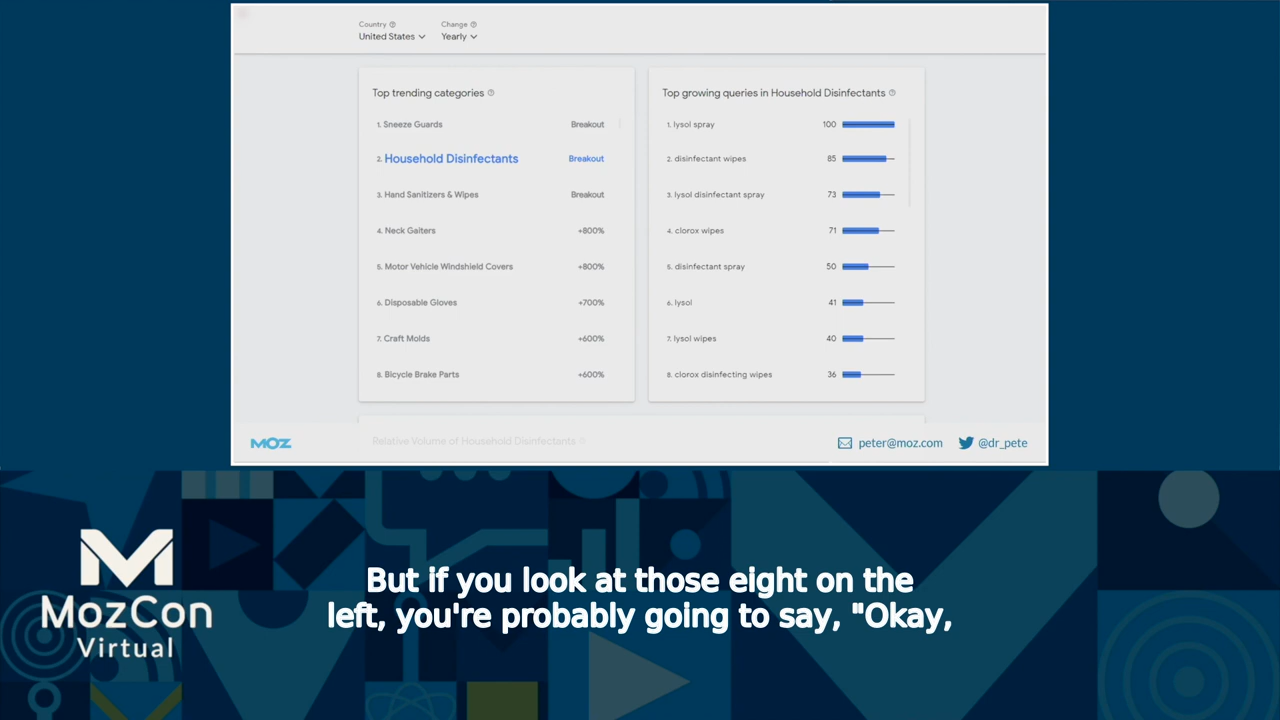 Country
Change
United States
Yearly
Top trending categories
1. Sneeze Guards Breakout
2. Household Disinfectants Breakout
3. Hand Sanitizers & Wipes Breakout
4. Neck Gaiters +800%
5. Motor Vehicle Windshield Covers +800%
6. Disposable Gloves +700%
7. Craft Molds +600%
8. Bicycle Brake Parts +600%
Top growing queries in Household Disinfectants
1. lysol spray 100
2. disinfectant wipes 85
3. lysol disinfectant spray 73
4. clorox wipes 71
5. disinfectant spray 50
6. lysol 41
7. lysol wipes 40
8. clorox disinfecting wipes 36
Relative Volume of Household Disinfectants
MOZ
peter@moz.com
@dr_pete
M
MozCon
Virtual
But if you look at those eight on the
left, you're probably going to say, "Okay,